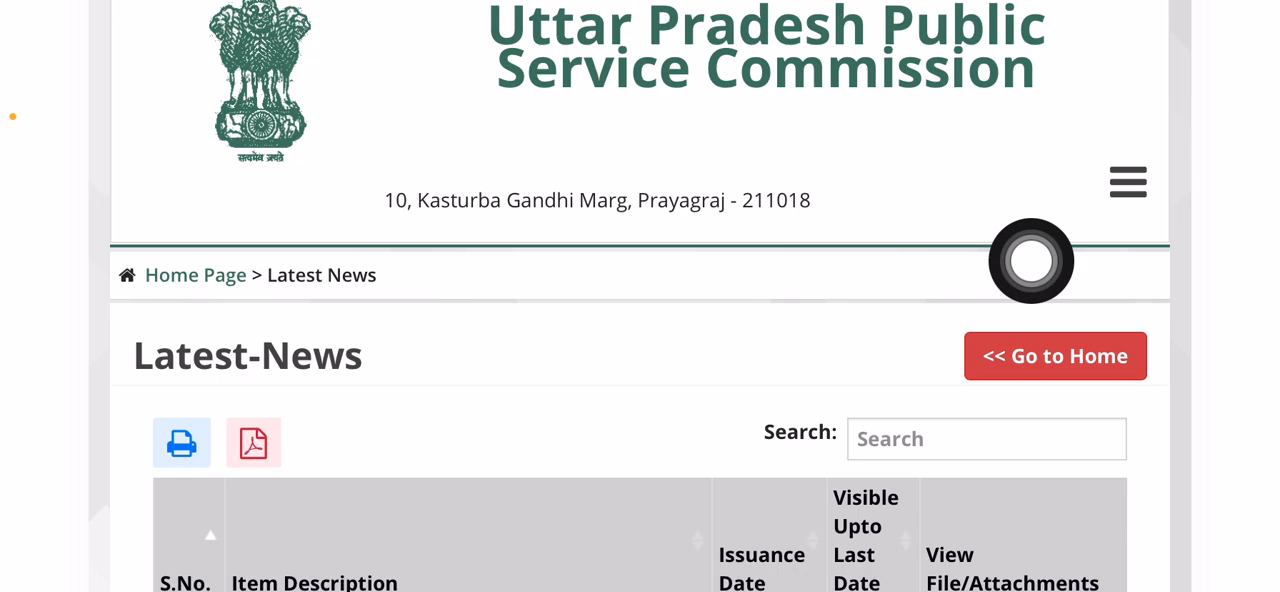 Uttar Pradesh Public
Service Commission
सत्यमेव जयते
10, Kasturba Gandhi Marg, Prayagraj - 211018
Home Page > Latest News
Latest-News
<< Go to Home
Search: Search
S.No.
Item Description
Issuance
Date
Visible
Upto
Last
Date
View
File/Attachments